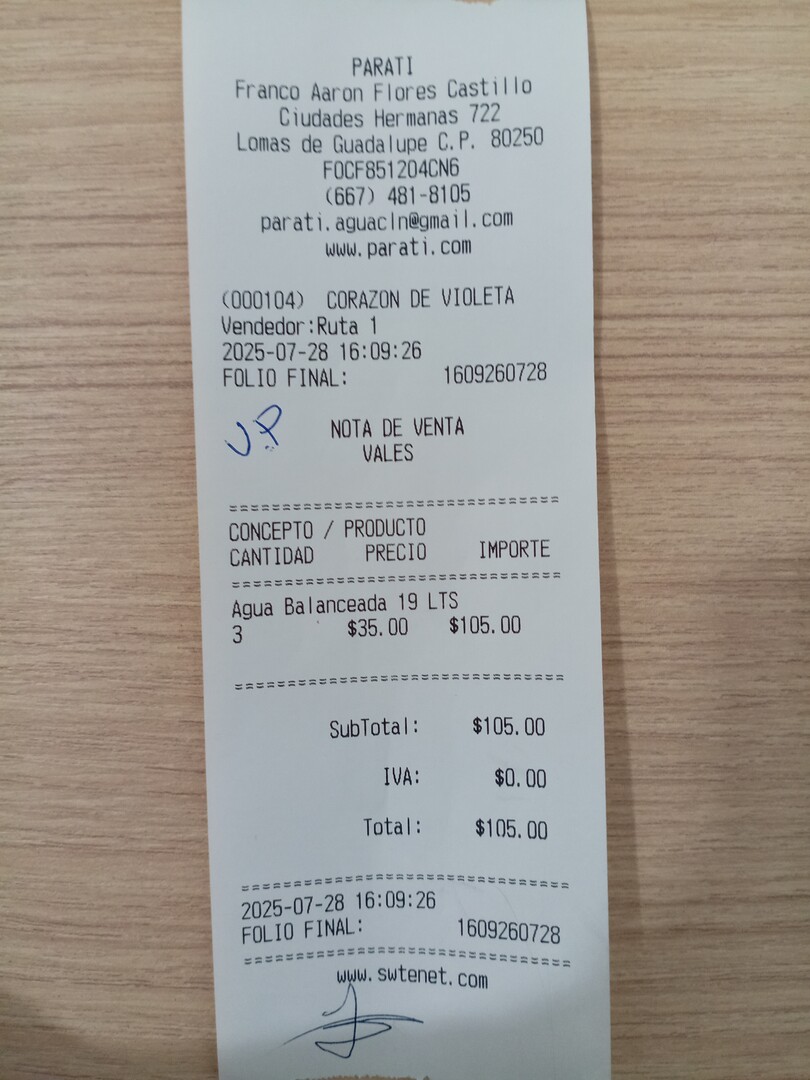 PARATI
Franco Aaron Flores Castillo
Ciudades Hermanas 722
Lomas de Guadalupe C.P. 80250
FOCF851204CN6
(667) 481-8105
parati.aguacln@gmail.com
www.parati.com
(000104) CORAZON DE VIOLETA
Vendedor:Ruta 1
2025-07-28 16:09:26
FOLIO FINAL: 1609260728
V.P
NOTA DE VENTA
VALES
==============================
CONCEPTO / PRODUCTO
CANTIDAD PRECIO IMPORTE
==============================
Agua Balanceada 19 LTS
3 $35.00 $105.00
==============================
SubTotal: $105.00
IVA: $0.00
Total: $105.00
==============================
2025-07-28 16:09:26
FOLIO FINAL: 1609260728
==============================
www.swtenet.com